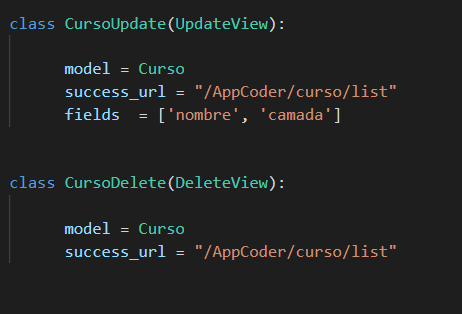 class CursoUpdate(UpdateView):
model = Curso
success_url = "/AppCoder/curso/list"
fields  = ['nombre', 'camada']
class CursoDelete(DeleteView):
model = Curso
success_url = "/AppCoder/curso/list"